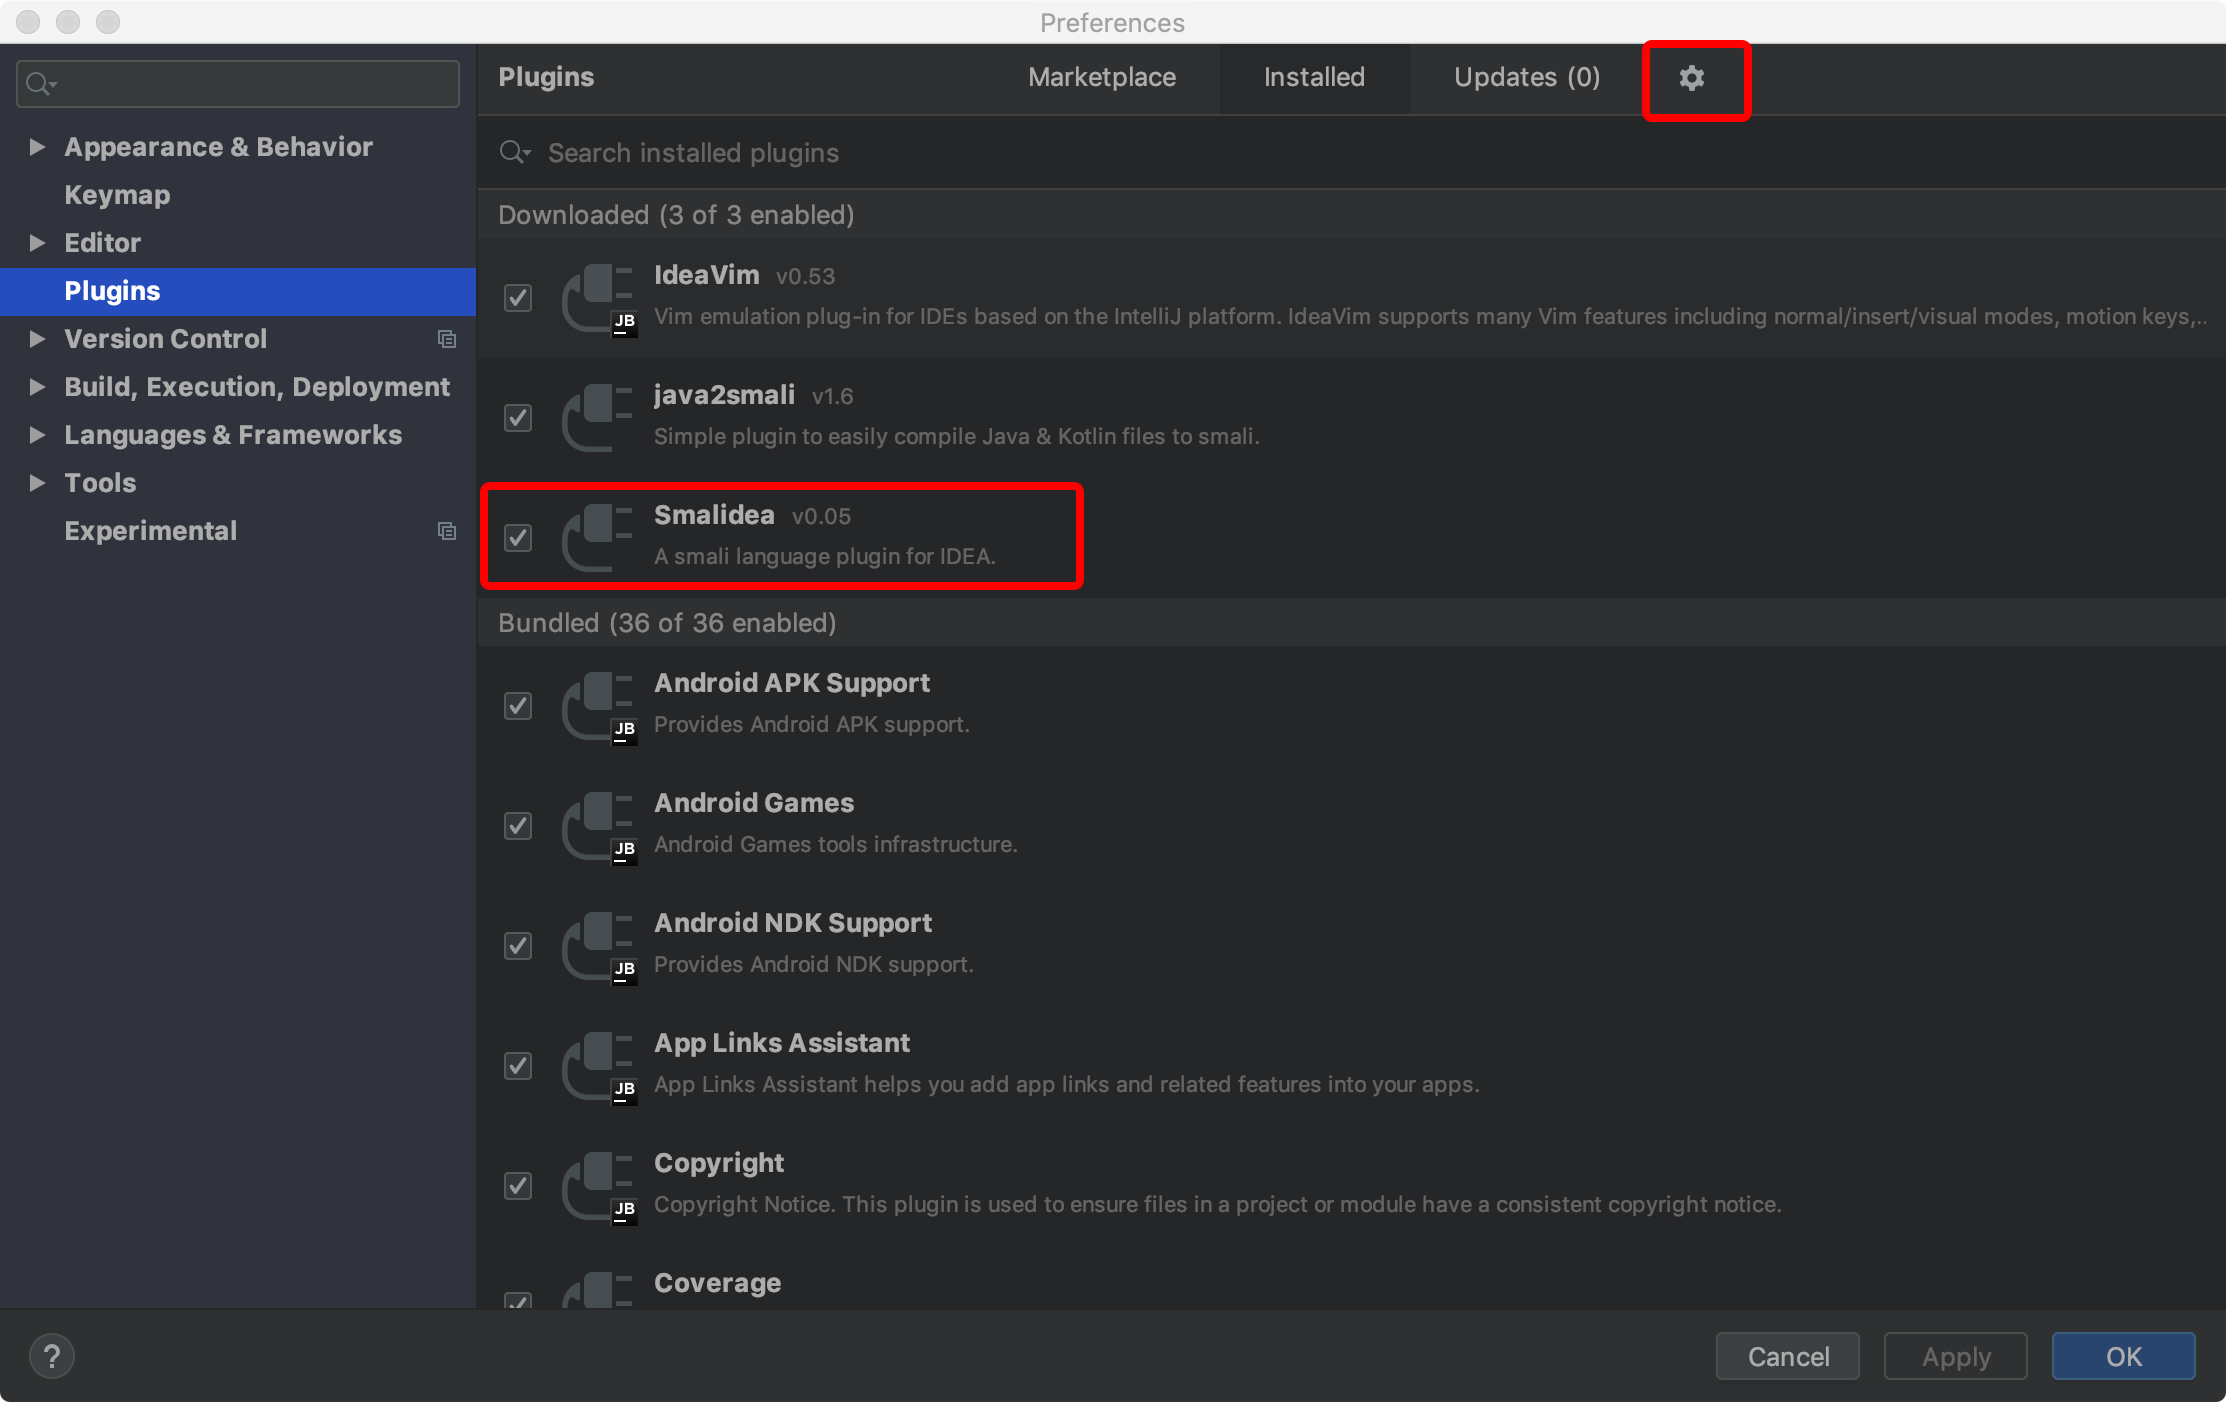 Preferences
Plugins
Marketplace
Installed
Updates (0)
Search installed plugins
Appearance & Behavior
Keymap
Editor
Plugins
Version Control
Build, Execution, Deployment
Languages & Frameworks
Tools
Experimental
Downloaded (3 of 3 enabled)
IdeaVim v0.53
Vim emulation plug-in for IDEs based on the IntelliJ platform. IdeaVim supports many Vim features including normal/insert/visual modes, motion keys,..
JB
java2smali v1.6
Simple plugin to easily compile Java & Kotlin files to smali.
Smalidea v0.05
A smali language plugin for IDEA.
Bundled (36 of 36 enabled)
Android APK Support
Provides Android APK support.
JB
Android Games
Android Games tools infrastructure.
JB
Android NDK Support
Provides Android NDK support.
JB
App Links Assistant
App Links Assistant helps you add app links and related features into your apps.
JB
Copyright
Copyright Notice. This plugin is used to ensure files in a project or module have a consistent copyright notice.
JB
Coverage
?
Cancel
Apply
OK